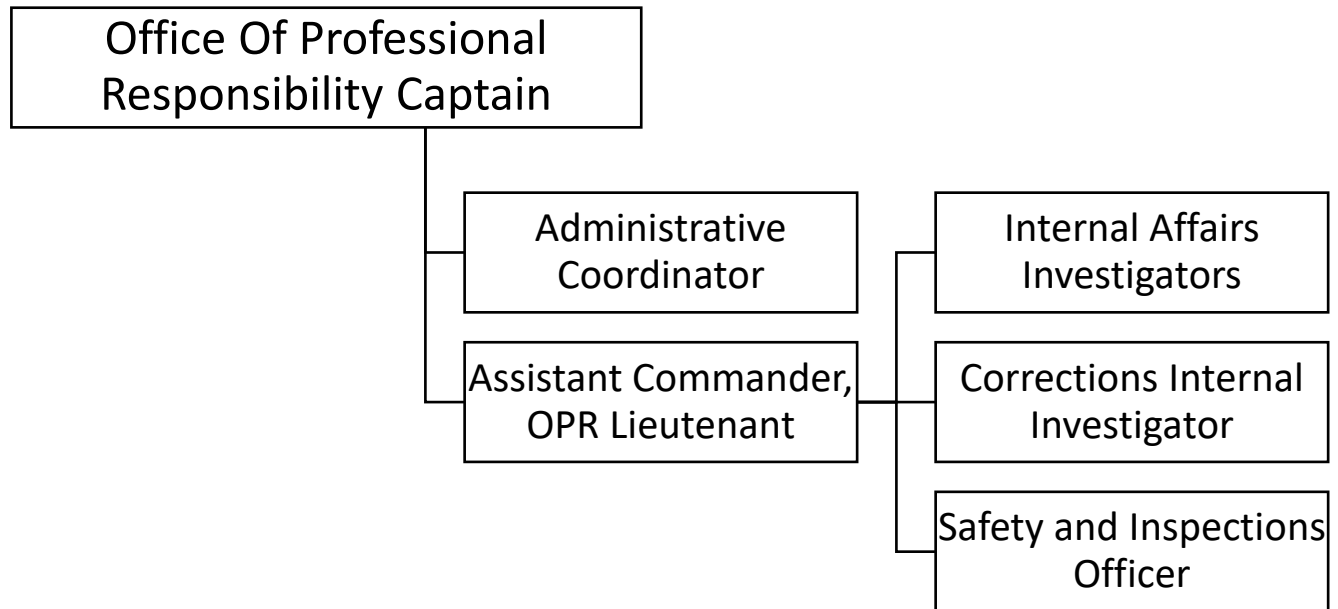 Office Of Professional
Responsibility Captain
Administrative
Coordinator
Assistant Commander,
OPR Lieutenant
Internal Affairs
Investigators
Corrections Internal
Investigator
Safety and Inspections
Officer